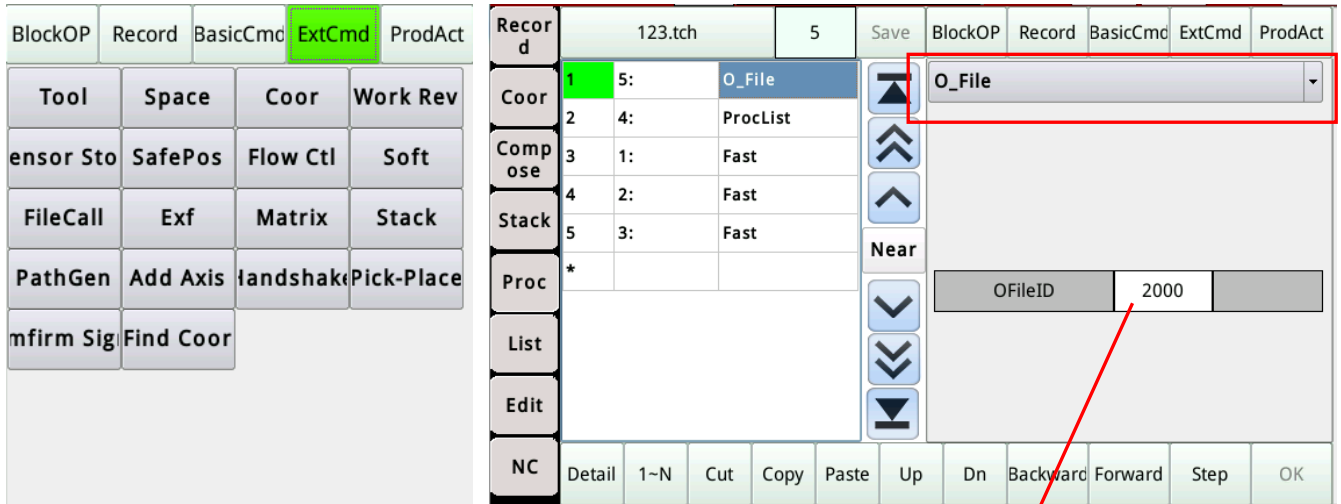 BlockOP Record BasicCmd ExtCmd ProdAct
Tool Space Coor Work Rev
ensor Sto SafePos Flow Ctl Soft
FileCall Exf Matrix Stack
PathGen Add Axis Handshake Pick-Place
mfirm Sig Find Coor
Recor
d
Coor
Comp
ose
Stack
Proc
List
Edit
NC
123.tch 5 Save
1 5: O_File
2 4: ProcList
3 1: Fast
4 2: Fast
5 3: Fast
*
Near
BlockOP Record BasicCmd ExtCmd ProdAct
O_File
OFileID 2000
Detail 1~N Cut Copy Paste Up Dn Backward Forward Step OK